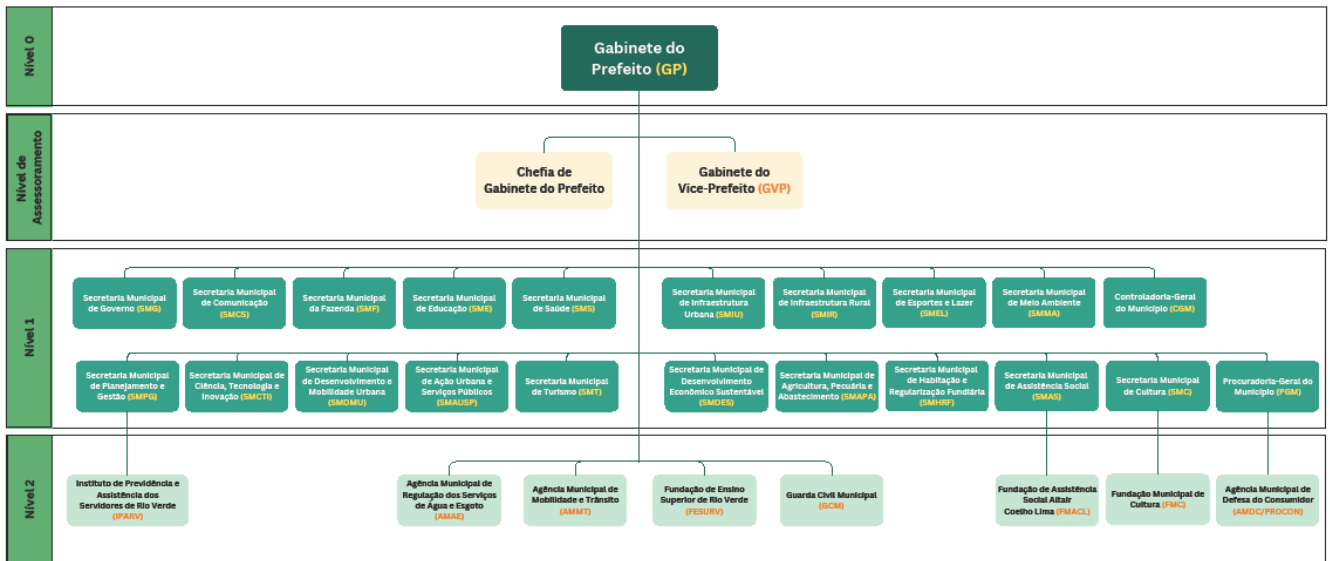 Nível 0
Gabinete do
Prefeito (GP)
Nível de
Assessoramento
Chefia de
Gabinete do Prefeito
Gabinete do
Vice-Prefeito (GVP)
Nível 1
Secretaria Municipal
de Governo (SMG)
Secretaria Municipal
de Comunicação
(SMCS)
Secretaria Municipal
da Fazenda (SMF)
Secretaria Municipal
de Educação (SME)
Secretaria Municipal
de Saúde (SMS)
Secretaria Municipal
de Infraestrutura
Urbana (SMIU)
Secretaria Municipal
de Infraestrutura Rural
(SMIR)
Secretaria Municipal
de Esportes e Lazer
(SMEL)
Secretaria Municipal
de Meio Ambiente
(SMMA)
Controladoria-Geral
do Município (CGM)
Secretaria Municipal
de Planejamento e
Gestão (SMPG)
Secretaria Municipal de
Ciência, Tecnologia e
Inovação (SMCTI)
Secretaria Municipal
de Desenvolvimento e
Mobilidade Urbana
(SMDMU)
Secretaria Municipal
de Ação Urbana e
Serviços Públicos
(SMAUSP)
Secretaria Municipal
de Turismo (SMT)
Secretaria Municipal de
Desenvolvimento
Econômico Sustentável
(SMDES)
Secretaria Municipal de
Agricultura, Pecuária e
Abastecimento (SMAPA)
Secretaria Municipal
de Habitação e
Regularização Fundiária
(SMHRF)
Secretaria Municipal
de Assistência Social
(SMAS)
Secretaria Municipal
de Cultura (SMC)
Procuradoria-Geral do
Município (PGM)
Nível 2
Instituto de Previdência e
Assistência dos
Servidores de Rio Verde
(IPARV)
Agência Municipal de
Regulação dos Serviços
de Água e Esgoto
(AMAE)
Agência Municipal de
Mobilidade e Trânsito
(AMMT)
Fundação de Ensino
Superior de Rio Verde
(FESURV)
Guarda Civil Municipal
(GCM)
Fundação de Assistência
Social Altair
Coelho Lima (FMACL)
Fundação Municipal de
Cultura (FMC)
Agência Municipal de
Defesa do Consumidor
(AMDC/PROCON)